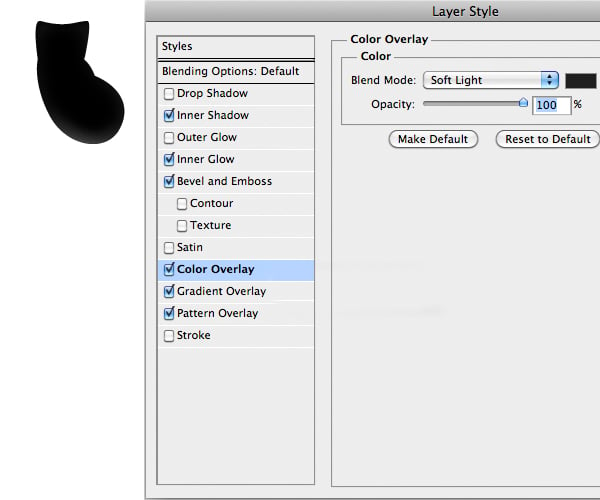 Layer Style
Styles
Blending Options: Default
Drop Shadow
Inner Shadow
Outer Glow
Inner Glow
Bevel and Emboss
Contour
Texture
Satin
Color Overlay
Gradient Overlay
Pattern Overlay
Stroke
Color Overlay
Color
Blend Mode: Soft Light
Opacity: 100 %
Make Default Reset to Default